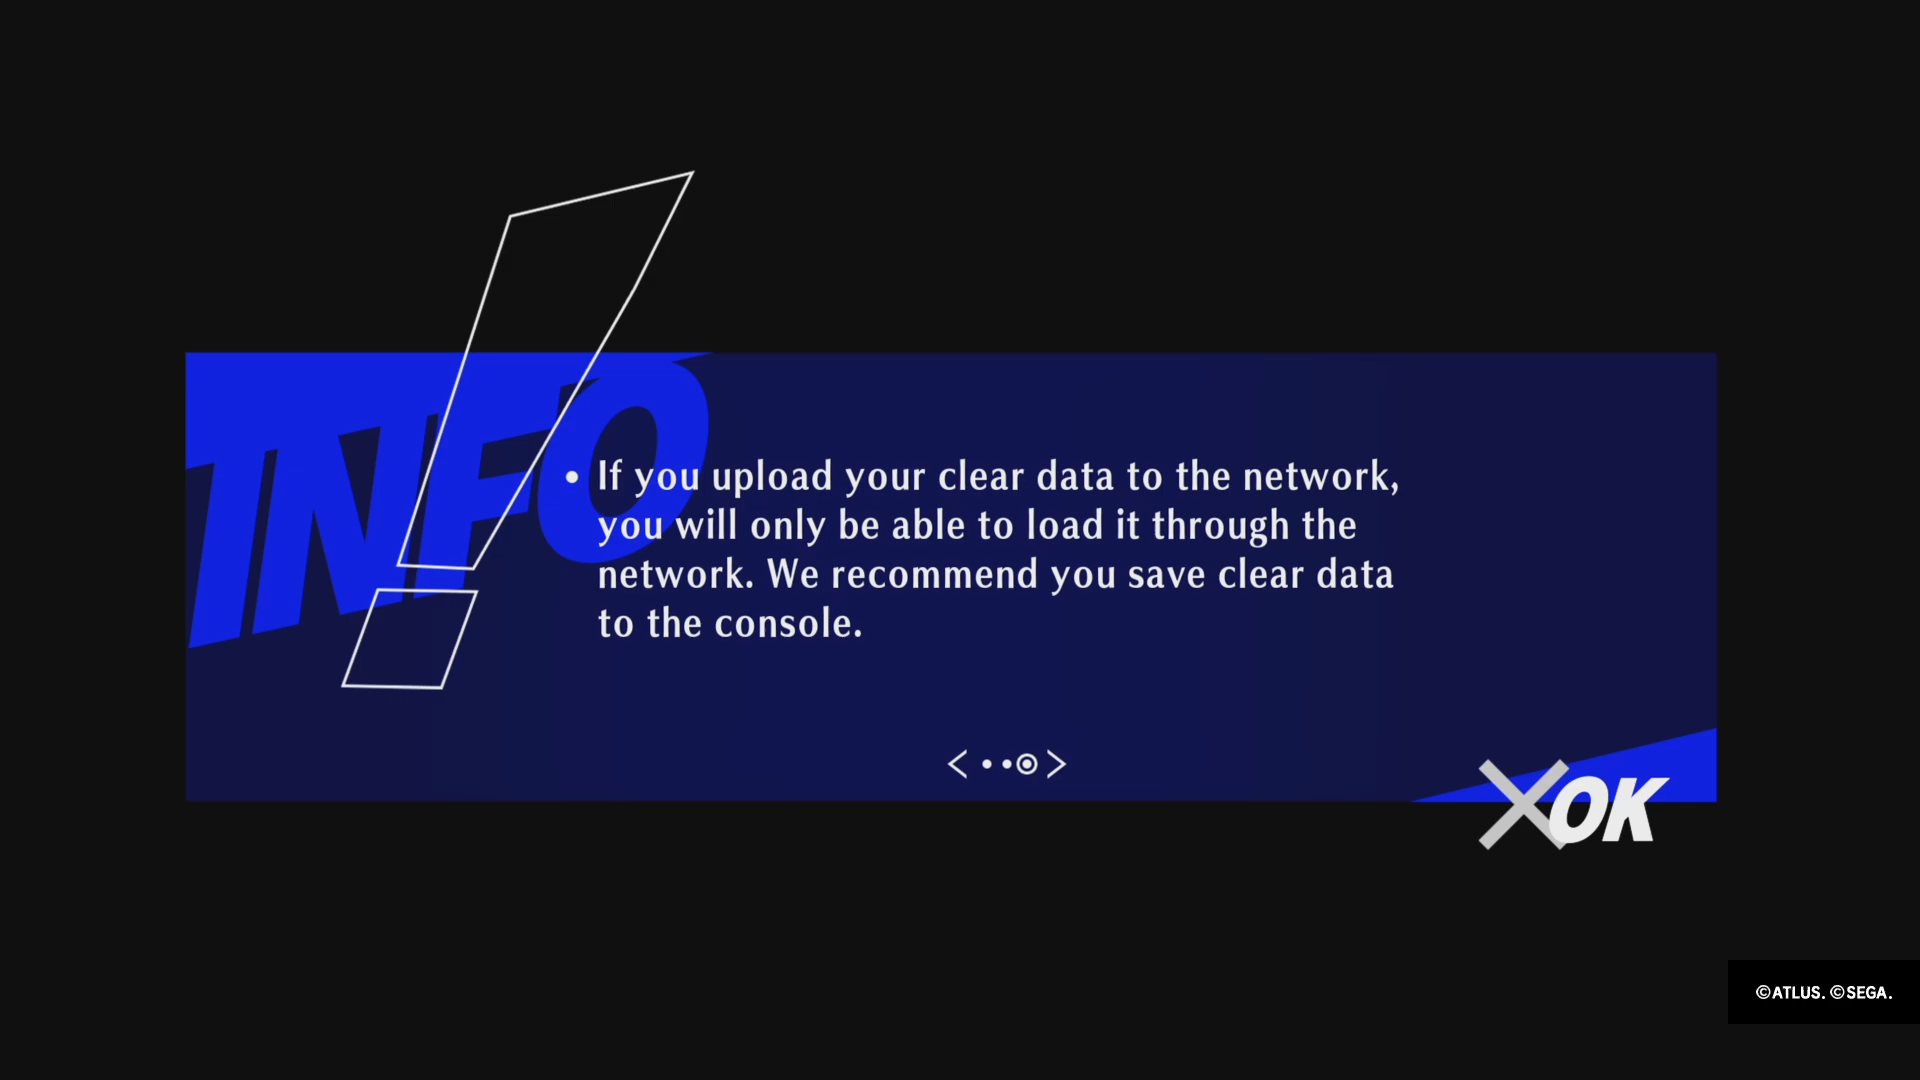 INFO
• If you upload your clear data to the network,
you will only be able to load it through the
network. We recommend you save clear data
to the console.
OK
©ATLUS. ©SEGA.